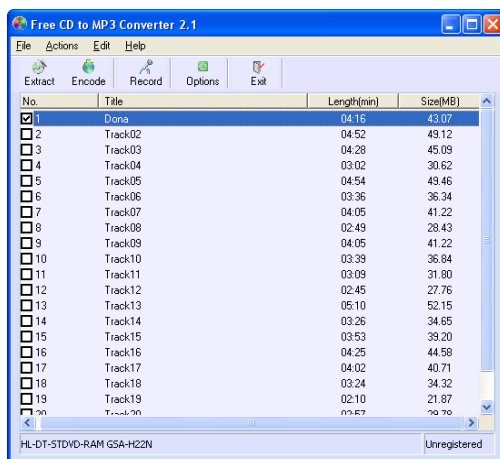 Free CD to MP3 Converter 2.1
File Actions Edit Help
Extract Encode Record Options Exit
No. Title Length(min) Size(MB)
1 Dona 04:16 43.07
2 Track02 04:52 49.12
3 Track03 04:28 45.09
4 Track04 03:02 30.62
5 Track05 04:54 49.46
6 Track06 03:36 36.34
7 Track07 04:05 41.22
8 Track08 02:49 28.43
9 Track09 04:05 41.22
10 Track10 03:39 36.84
11 Track11 03:09 31.80
12 Track12 02:45 27.76
13 Track13 05:10 52.15
14 Track14 03:26 34.65
15 Track15 03:53 39.20
16 Track16 04:25 44.58
17 Track17 04:02 40.71
18 Track18 03:24 34.32
19 Track19 02:10 21.87
20 Track20 02:57 29.78
HL-DT-STDVD-RAM GSA-H22N Unregistered